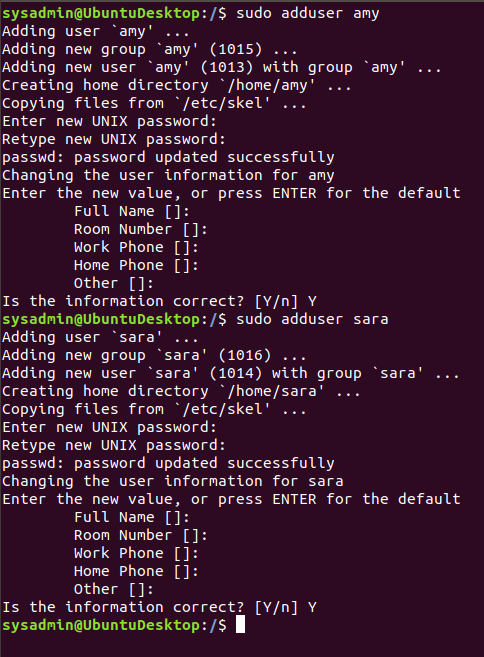 sysadmin@UbuntuDesktop:/$ sudo adduser amy
Adding user `amy' ...
Adding new group `amy' (1015) ...
Adding new user `amy' (1013) with group `amy' ...
Creating home directory `/home/amy' ...
Copying files from `/etc/skel' ...
Enter new UNIX password:
Retype new UNIX password:
passwd: password updated successfully
Changing the user information for amy
Enter the new value, or press ENTER for the default
        Full Name []:
        Room Number []:
        Work Phone []:
        Home Phone []:
        Other []:
Is the information correct? [Y/n] Y
sysadmin@UbuntuDesktop:/$ sudo adduser sara
Adding user `sara' ...
Adding new group `sara' (1016) ...
Adding new user `sara' (1014) with group `sara' ...
Creating home directory `/home/sara' ...
Copying files from `/etc/skel' ...
Enter new UNIX password:
Retype new UNIX password:
passwd: password updated successfully
Changing the user information for sara
Enter the new value, or press ENTER for the default
        Full Name []:
        Room Number []:
        Work Phone []:
        Home Phone []:
        Other []:
Is the information correct? [Y/n] Y
sysadmin@UbuntuDesktop:/$